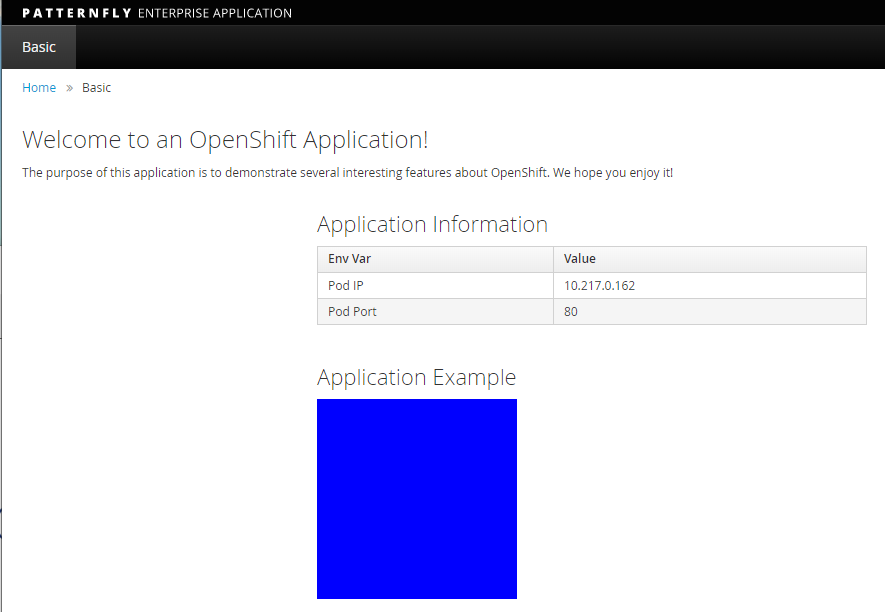 PATTERNFLY ENTERPRISE APPLICATION
Basic
Home » Basic
Welcome to an OpenShift Application!
The purpose of this application is to demonstrate several interesting features about OpenShift. We hope you enjoy it!
Application Information
Env Var Value
Pod IP 10.217.0.162
Pod Port 80
Application Example